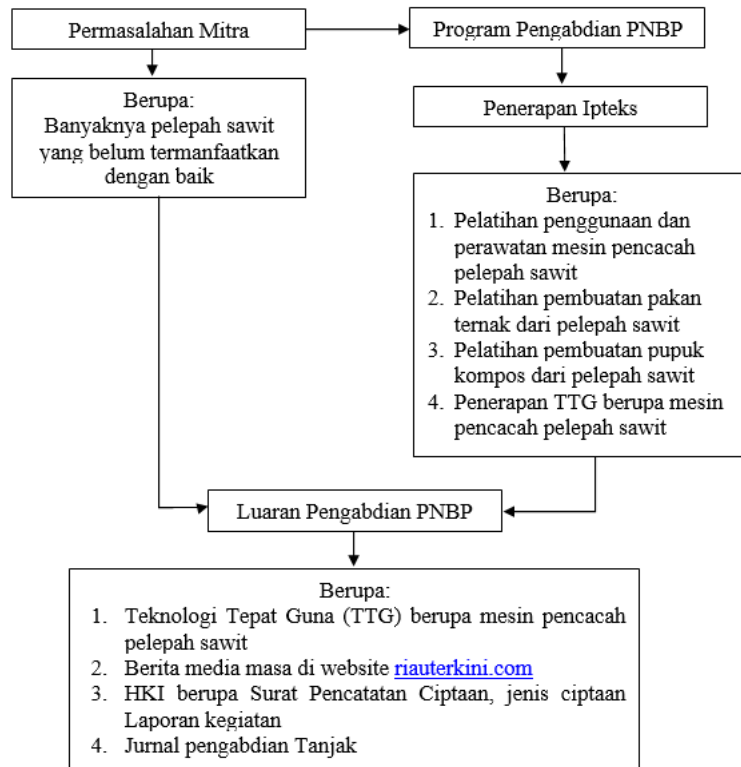 Permasalahan Mitra
Program Pengabdian PNBP
Berupa:
Banyaknya pelepah sawit
yang belum termanfaatkan
dengan baik
Penerapan Ipteks
Berupa:
1. Pelatihan penggunaan dan
perawatan mesin pencacah
pelepah sawit
2. Pelatihan pembuatan pakan
ternak dari pelepah sawit
3. Pelatihan pembuatan pupuk
kompos dari pelepah sawit
4. Penerapan TTG berupa mesin
pencacah pelepah sawit
Luaran Pengabdian PNBP
Berupa:
1. Teknologi Tepat Guna (TTG) berupa mesin pencacah
pelepah sawit
2. Berita media masa di website riauterkini.com
3. HKI berupa Surat Pencatatan Ciptaan, jenis ciptaan
Laporan kegiatan
4. Jurnal pengabdian Tanjak